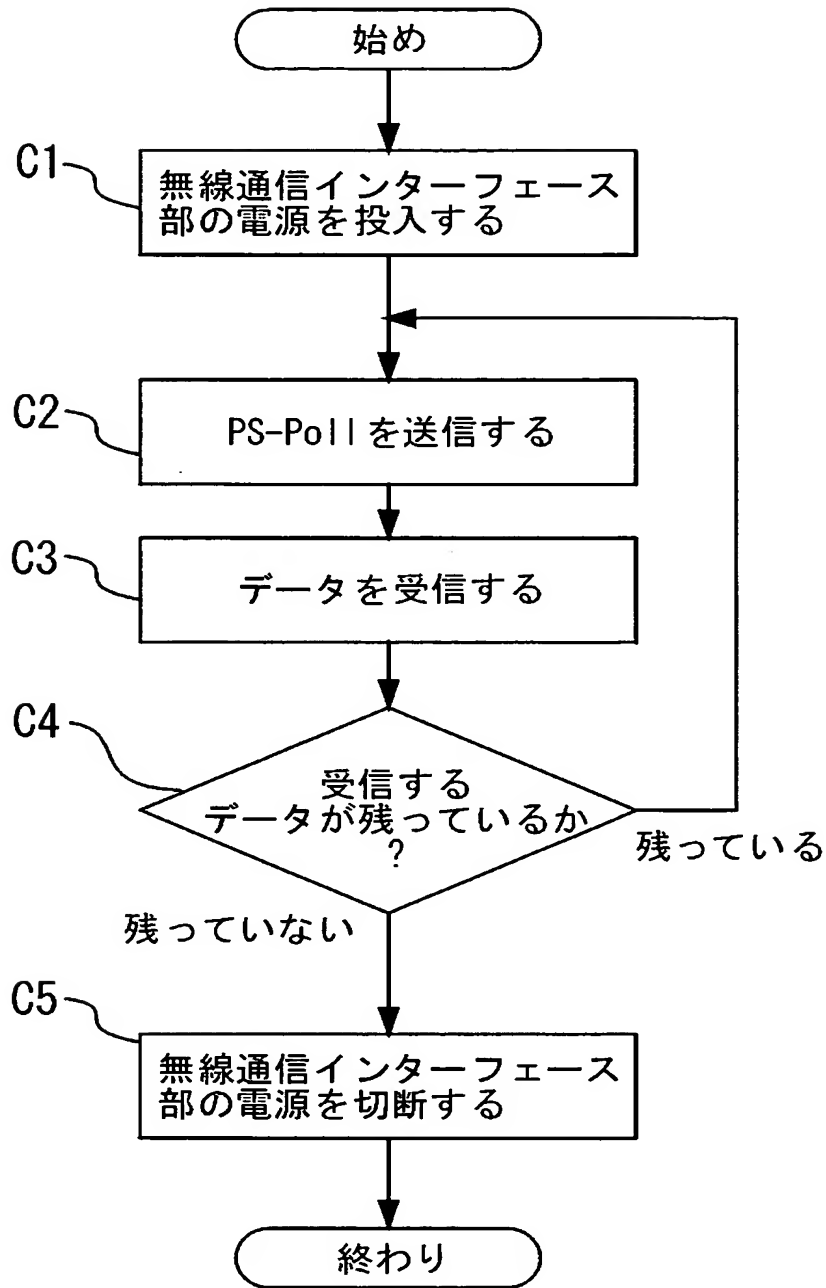 始め
C1
無線通信インターフェース
部の電源を投入する
C2
PS-Pollを送信する
C3
データを受信する
C4
受信する
データが残っているか
?
残っている
残っていない
C5
無線通信インターフェース
部の電源を切断する
終わり